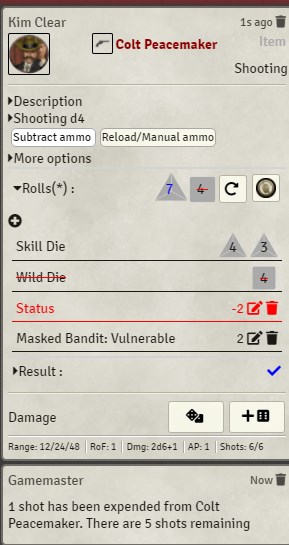 Kim Clear
1s ago
Colt Peacemaker
Item
Shooting
Description
Shooting d4
Subtract ammo
Reload/Manual ammo
More options
Rolls(*) :
7
4
Skill Die
4
3
Wild Die
4
Status
-2
Masked Bandit: Vulnerable
2
Result :
Damage
Range: 12/24/48
RoF: 1
Dmg: 2d6+1
AP: 1
Shots: 6/6
Gamemaster
Now
1 shot has been expended from Colt
Peacemaker. There are 5 shots remaining